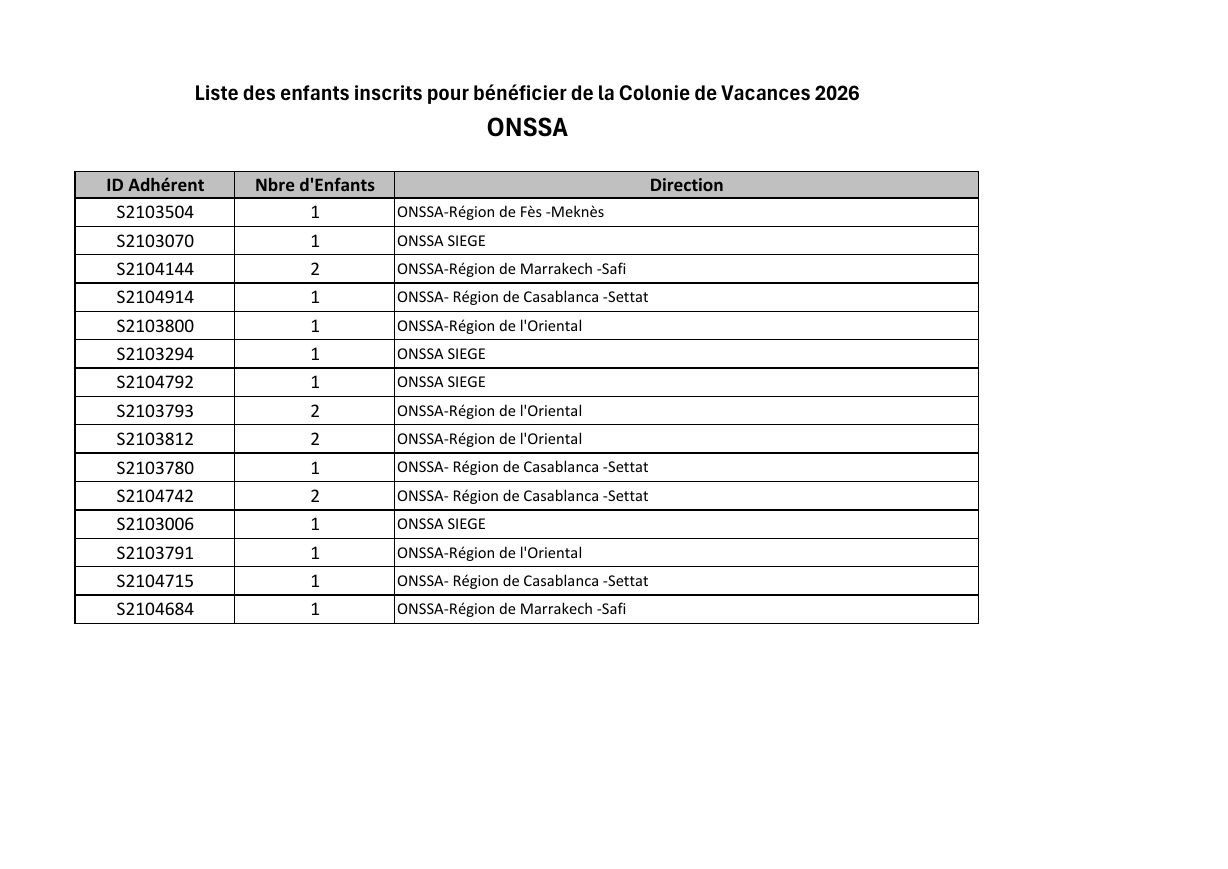 Liste des enfants inscrits pour bénéficier de la Colonie de Vacances 2026
ONSSA
ID Adhérent Nbre d'Enfants Direction
S2103504 1 ONSSA-Région de Fès -Meknès
S2103070 1 ONSSA SIEGE
S2104144 2 ONSSA-Région de Marrakech -Safi
S2104914 1 ONSSA- Région de Casablanca -Settat
S2103800 1 ONSSA-Région de l'Oriental
S2103294 1 ONSSA SIEGE
S2104792 1 ONSSA SIEGE
S2103793 2 ONSSA-Région de l'Oriental
S2103812 2 ONSSA-Région de l'Oriental
S2103780 1 ONSSA- Région de Casablanca -Settat
S2104742 2 ONSSA- Région de Casablanca -Settat
S2103006 1 ONSSA SIEGE
S2103791 1 ONSSA-Région de l'Oriental
S2104715 1 ONSSA- Région de Casablanca -Settat
S2104684 1 ONSSA-Région de Marrakech -Safi